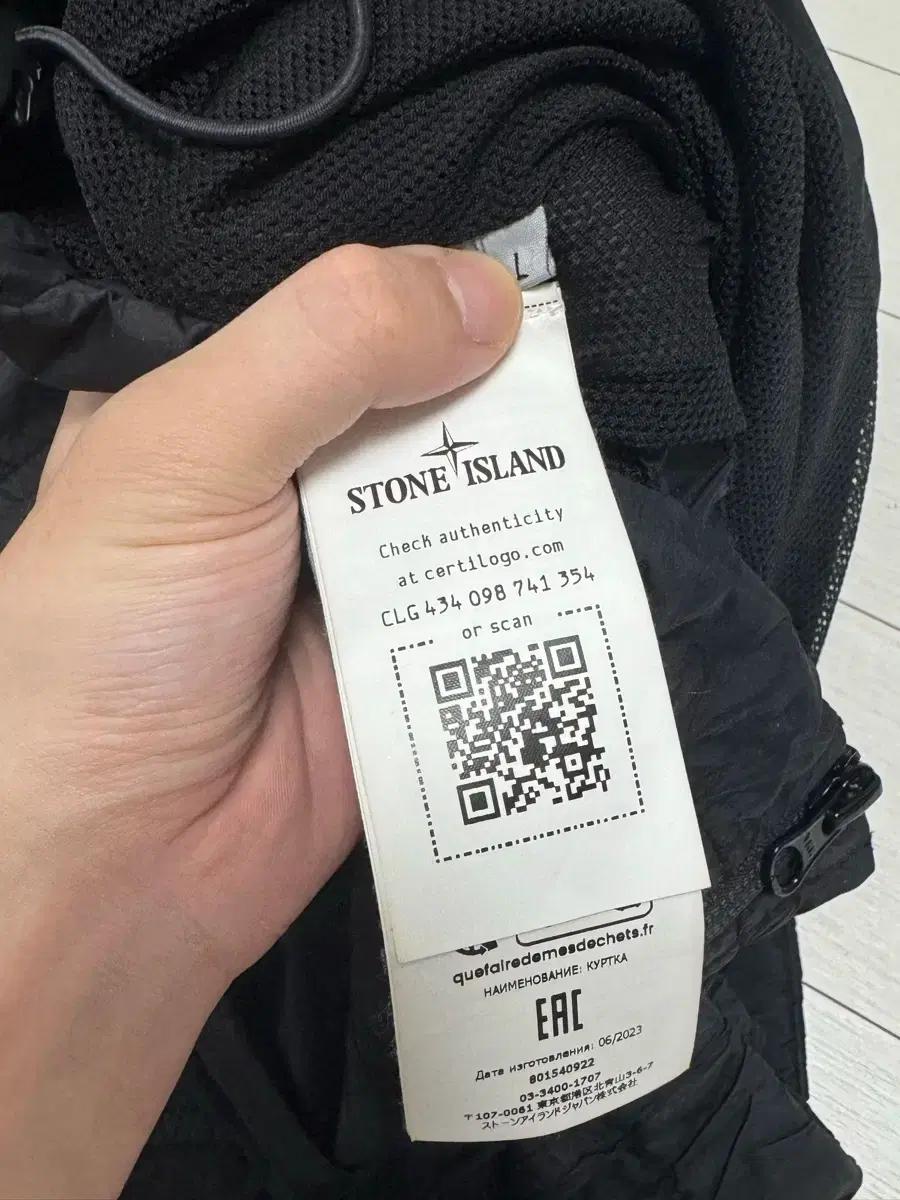 L
STONE ISLAND
Check authenticity
at certilogo.com
CLG 434 098 741 354
or scan
quefairedemesdechets.fr
НАИМЕНОВАНИЕ: КУРТКА
EAC
Дата изготовления: 06/2023
801540922
03-3400-1707
〒107-0061 東京都港区北青山3-6-7
ストーンアイランドジャパン株式会社